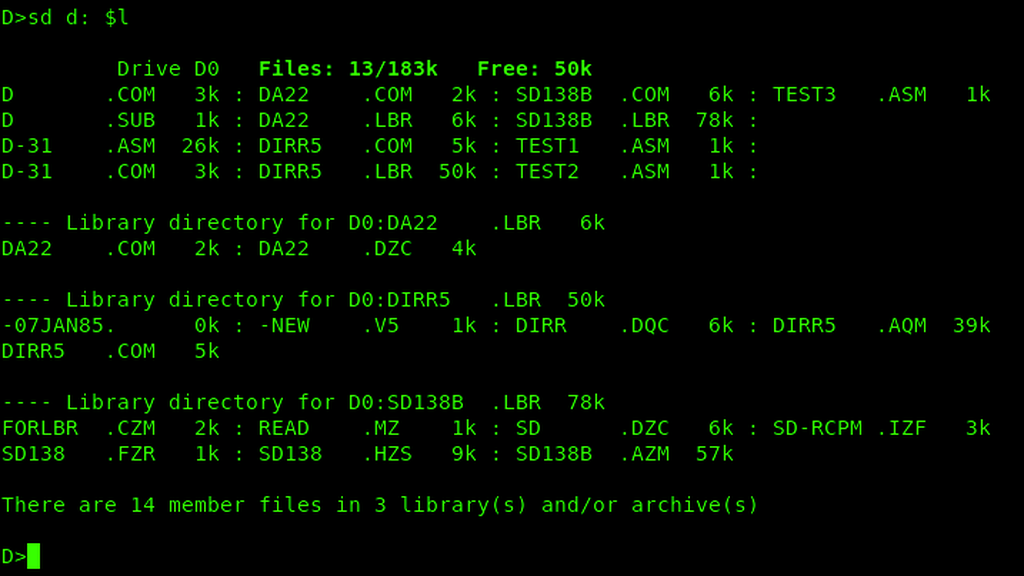 D>sd d: $l
Drive D0   Files: 13/183k   Free: 50k
D       .COM   3k : DA22    .COM   2k : SD138B  .COM   6k : TEST3   .ASM   1k
D       .SUB   1k : DA22    .LBR   6k : SD138B  .LBR  78k :
D-31    .ASM  26k : DIRR5   .COM   5k : TEST1   .ASM   1k :
D-31    .COM   3k : DIRR5   .LBR  50k : TEST2   .ASM   1k :
---- Library directory for D0:DA22    .LBR   6k
DA22    .COM   2k : DA22    .DZC   4k
---- Library directory for D0:DIRR5   .LBR  50k
-07JAN85.      0k : -NEW    .V5    1k : DIRR    .DQC   6k : DIRR5   .AQM  39k
DIRR5   .COM   5k
---- Library directory for D0:SD138B  .LBR  78k
FORLBR  .CZM   2k : READ    .MZ    1k : SD      .DZC   6k : SD-RCPM .IZF   3k
SD138   .FZR   1k : SD138   .HZS   9k : SD138B  .AZM  57k
There are 14 member files in 3 library(s) and/or archive(s)
D>